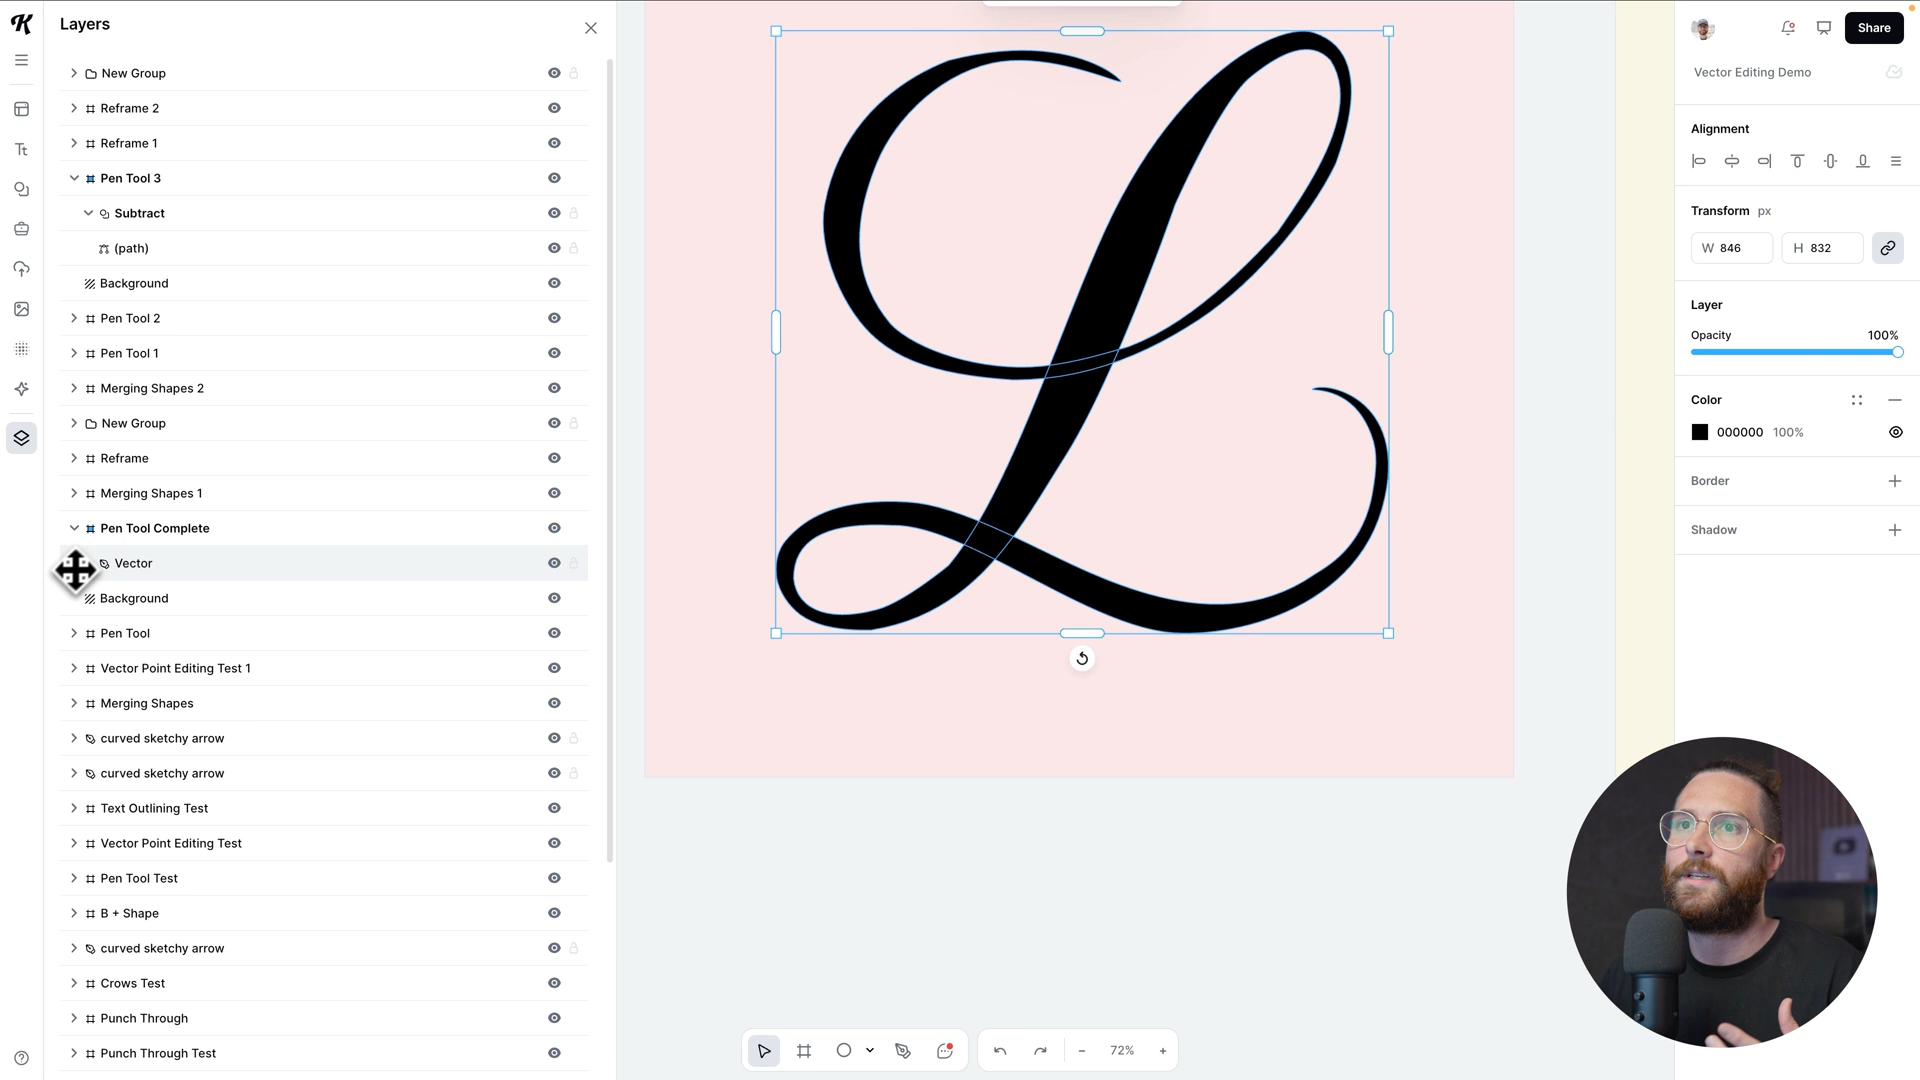 Layers
New Group
Reframe 2
Reframe 1
Pen Tool 3
Subtract
(path)
Background
Pen Tool 2
Pen Tool 1
Merging Shapes 2
New Group
Reframe
Merging Shapes 1
Pen Tool Complete
Vector
Background
Pen Tool
Vector Point Editing Test 1
Merging Shapes
curved sketchy arrow
curved sketchy arrow
Text Outlining Test
Vector Point Editing Test
Pen Tool Test
B + Shape
curved sketchy arrow
Crows Test
Punch Through
Punch Through Test
Tt
L
72%
Share
Vector Editing Demo
Alignment
Transform px
W 846 H 832
Layer
Opacity 100%
Color
000000 100%
Border
Shadow